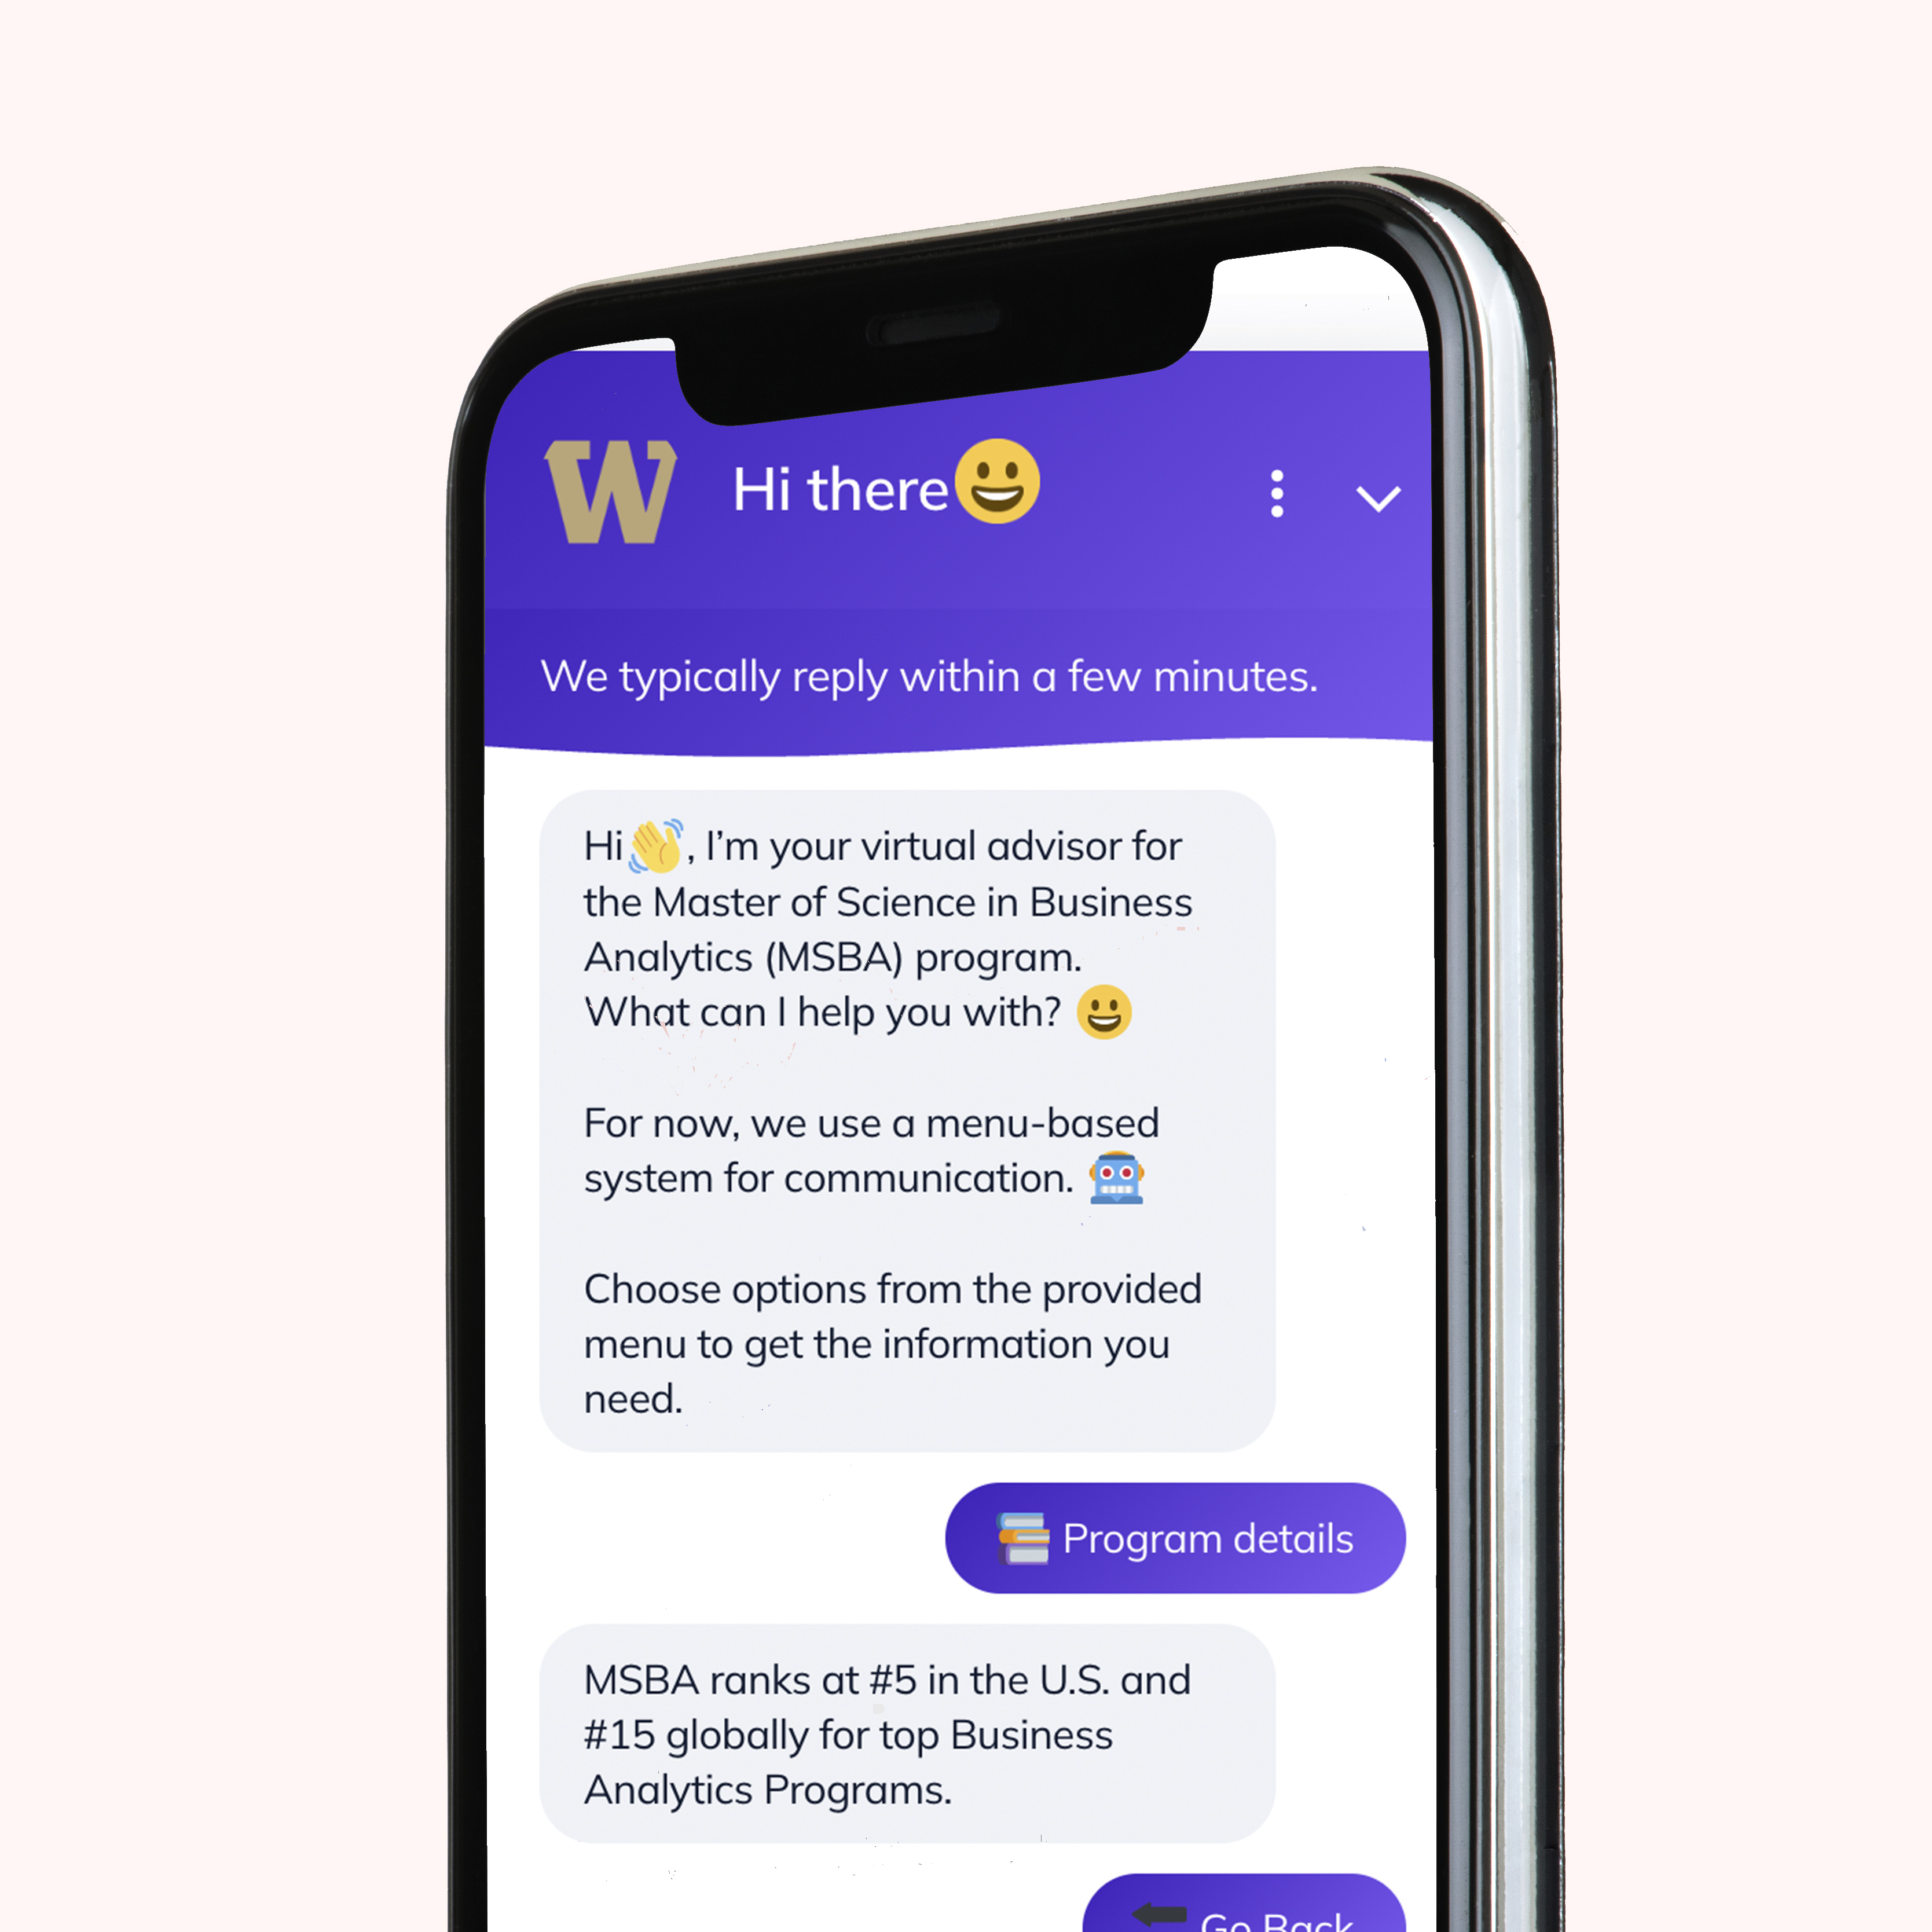 W
Hi there😃
We typically reply within a few minutes.
Hi👋, I'm your virtual advisor for
the Master of Science in Business
Analytics (MSBA) program.
What can I help you with? 😃
For now, we use a menu-based
system for communication. 🤖
Choose options from the provided
menu to get the information you
need.
📚 Program details
MSBA ranks at #5 in the U.S. and
#15 globally for top Business
Analytics Programs.
⬅ Go Back